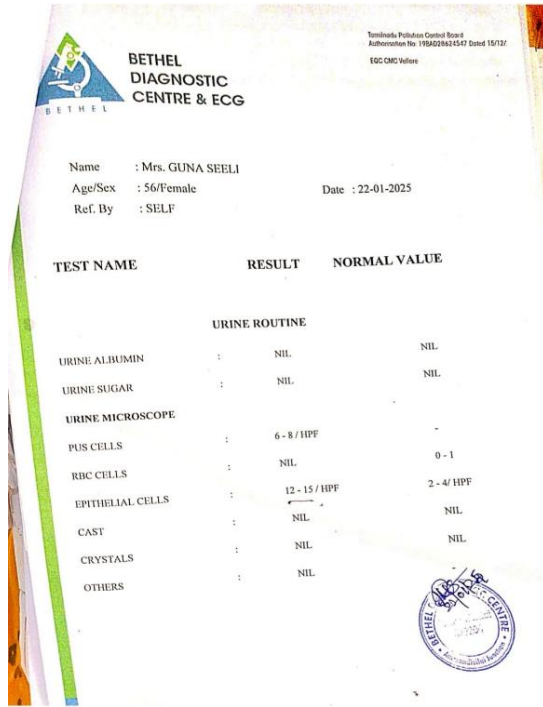 Tamilnadu Pollution Control Board
Authorisation No: 19BAD28624547 Dated 15/12/
EQC CMC Vellore
BETHEL
BETHEL
DIAGNOSTIC
CENTRE & ECG
Name : Mrs. GUNA SEELI
Age/Sex : 56/Female Date : 22-01-2025
Ref. By : SELF
TEST NAME RESULT NORMAL VALUE
URINE ROUTINE
URINE ALBUMIN : NIL NIL
URINE SUGAR : NIL NIL
URINE MICROSCOPE
PUS CELLS : 6 - 8 / HPF -
RBC CELLS : NIL 0 - 1
EPITHELIAL CELLS : 12 - 15 / HPF 2 - 4/ HPF
CAST : NIL NIL
CRYSTALS : NIL NIL
OTHERS : NIL
BETHEL ECG CENTRE